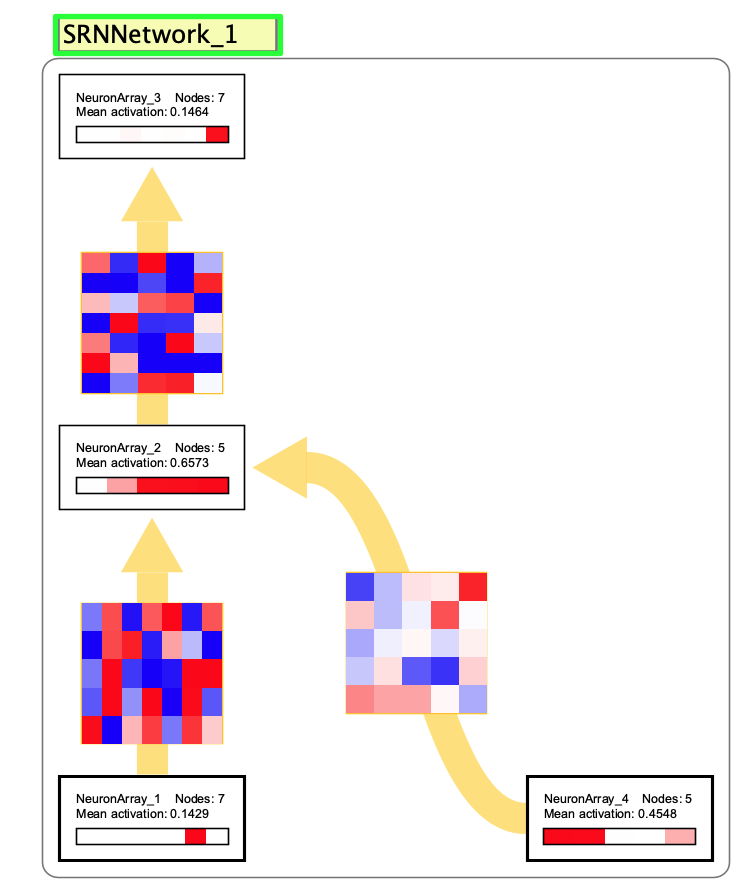 SRNNetwork_1
NeuronArray_3 Nodes: 7
Mean activation: 0.1464
NeuronArray_2 Nodes: 5
Mean activation: 0.6573
NeuronArray_1 Nodes: 7
Mean activation: 0.1429
NeuronArray_4 Nodes: 5
Mean activation: 0.4548